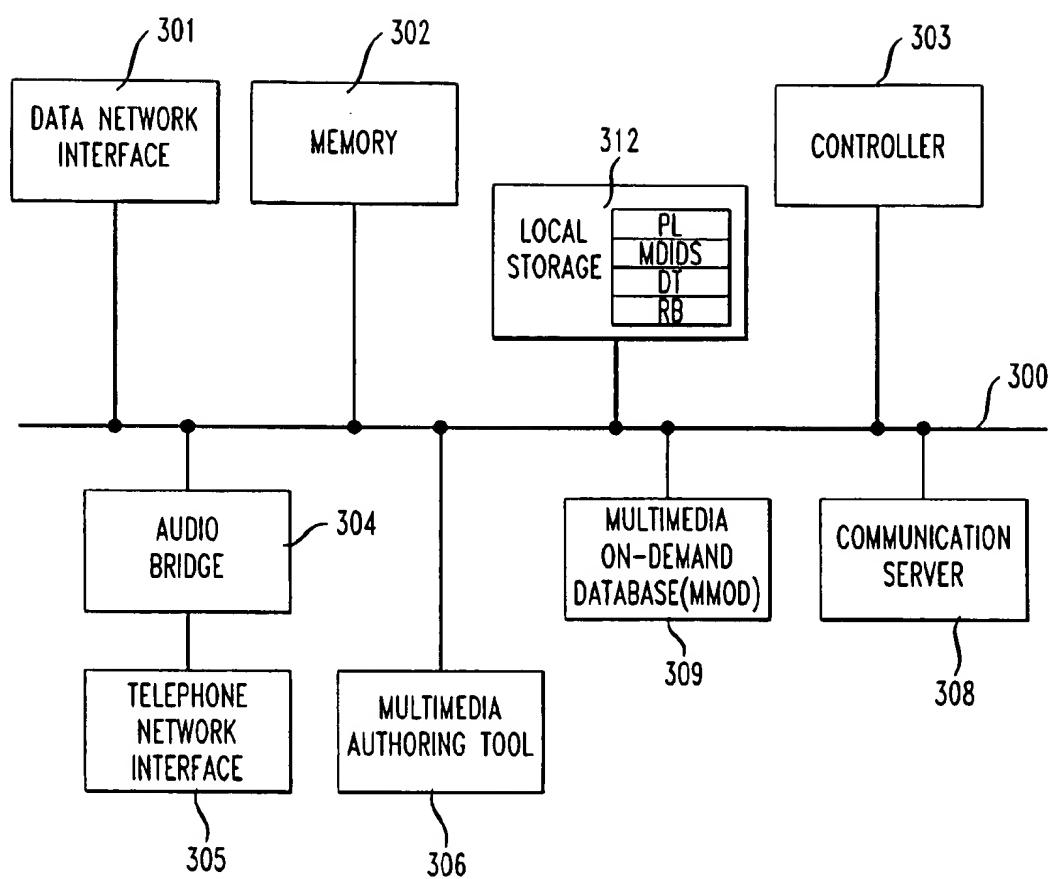 301
302
303
DATA NETWORK
INTERFACE
MEMORY
CONTROLLER
312
LOCAL
STORAGE
PL
MDIDS
DT
RB
300
AUDIO
BRIDGE
304
MULTIMEDIA
ON-DEMAND
DATABASE(MMOD)
COMMUNICATION
SERVER
309
308
TELEPHONE
NETWORK
INTERFACE
MULTIMEDIA
AUTHORING TOOL
305
306